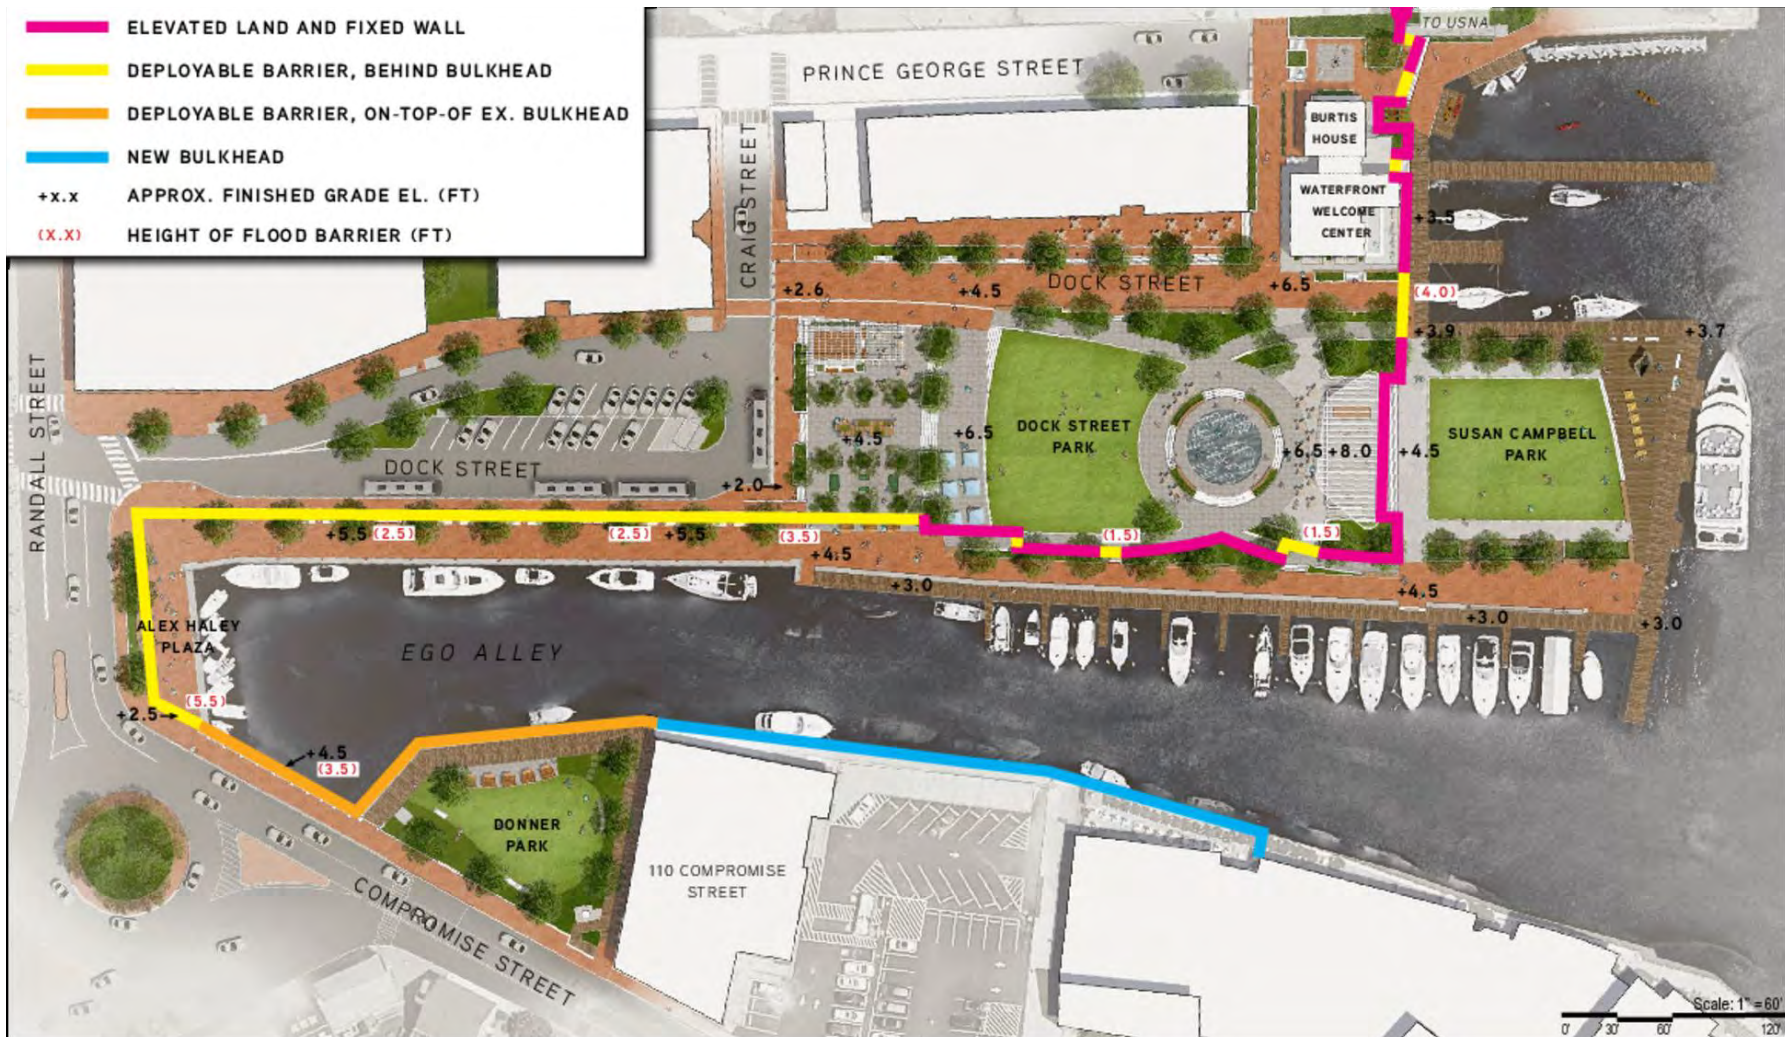 ELEVATED LAND AND FIXED WALL
DEPLOYABLE BARRIER, BEHIND BULKHEAD
DEPLOYABLE BARRIER, ON-TOP-OF EX. BULKHEAD
NEW BULKHEAD
+x.x APPROX. FINISHED GRADE EL. (FT)
(X.X) HEIGHT OF FLOOD BARRIER (FT)
TO USNA
PRINCE GEORGE STREET
CRAIG STREET
BURTIS
HOUSE
WATERFRONT
WELCOME
CENTER
+3.5
+2.6
+4.5
DOCK STREET
+6.5
(4.0)
+3.9
+3.7
RANDALL STREET
DOCK STREET
+2.0
+4.5
+6.5
DOCK STREET
PARK
+6.5
+8.0
+4.5
SUSAN CAMPBELL
PARK
+5.5
(2.5)
(2.5)
+5.5
(3.5)
+4.5
(1.5)
(1.5)
+3.0
+4.5
+3.0
+3.0
ALEX HALEY
PLAZA
EGO ALLEY
(5.5)
+2.5
+4.5
(3.5)
DONNER
PARK
110 COMPROMISE
STREET
COMPROMISE STREET
Scale: 1" = 60'
0' 30' 60' 120'